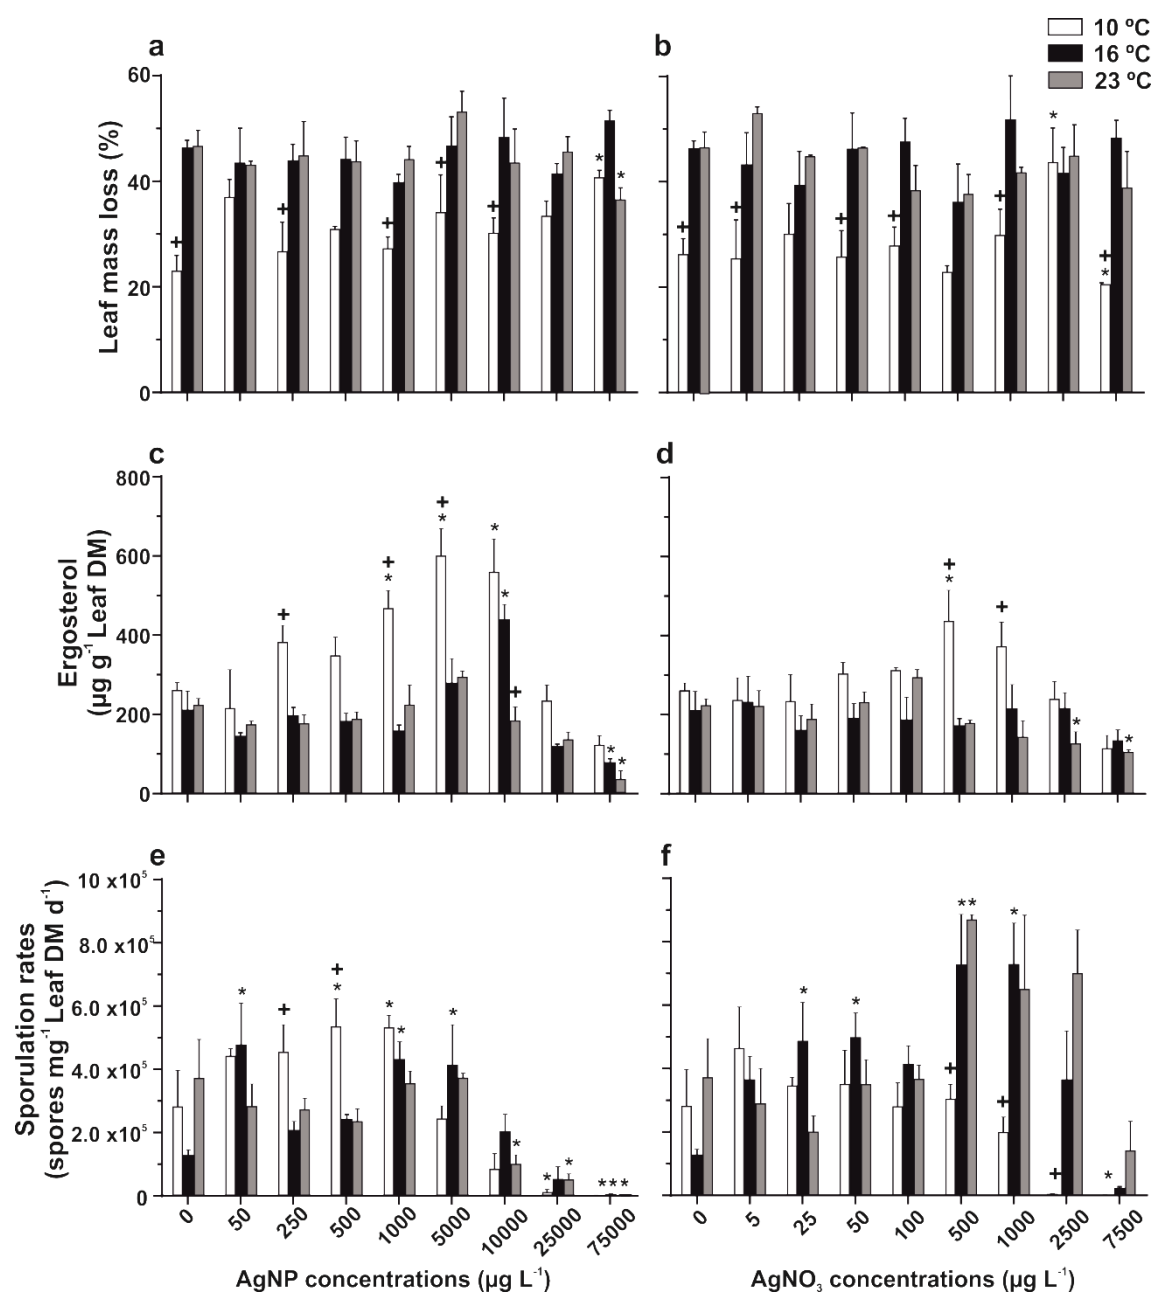 10 ºC
16 ºC
23 ºC
a
b
60
40
20
0
Leaf mass loss (%)
+
+
+
+
+
*
*
+
+
+
+
+
*
+
*
c
d
800
600
400
200
0
Ergosterol
(µg g-1 Leaf DM)
+
+
*
+
*
*
*
+
*
*
+
*
+
*
*
e
f
10 x10⁵
8.0 x10⁵
6.0 x10⁵
4.0 x10⁵
2.0 x10⁵
0
Sporulation rates
(spores mg-1 Leaf DM d-1)
*
+
+
*
*
*
*
*
*
*
***
*
*
+
**
+
*
+
*
0 50 250 500 1000 5000 10000 25000 75000
0 5 25 50 100 500 1000 2500 7500
AgNP concentrations (µg L-1)
AgNO₃ concentrations (µg L-1)